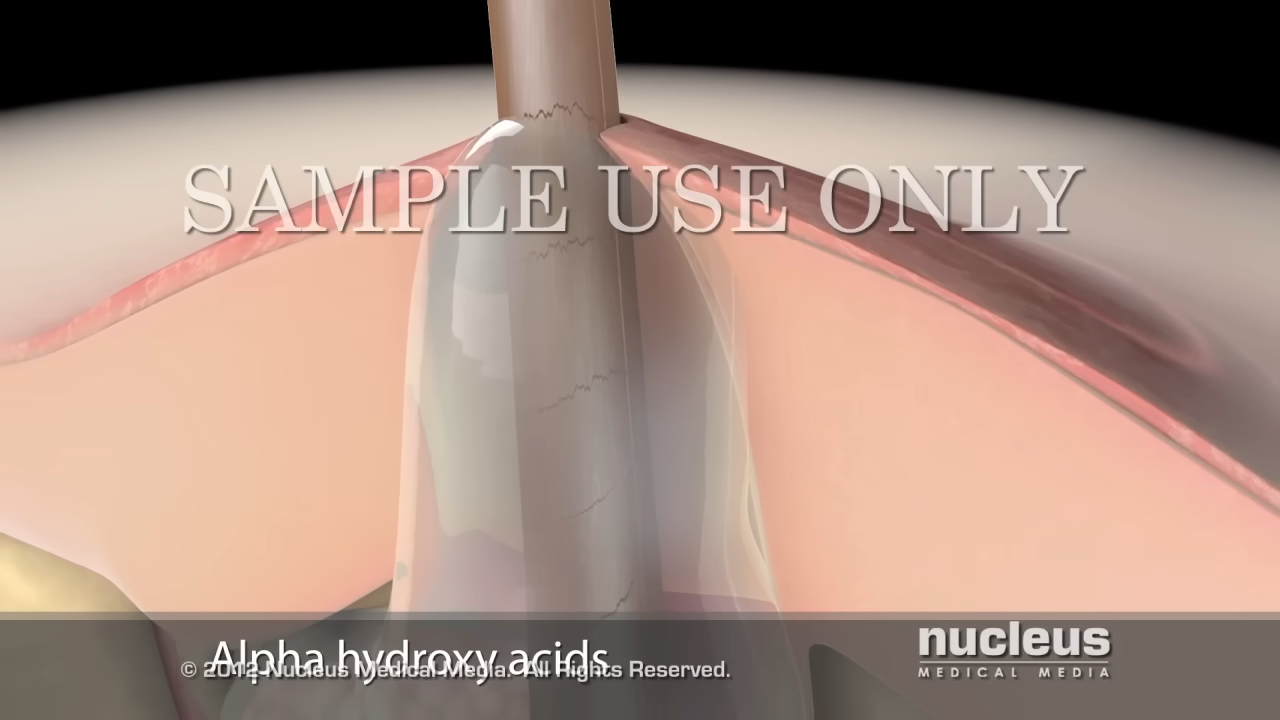 SAMPLE USE ONLY
Alpha hydroxy acids
© 2012 Nucleus Medical Media. All Rights Reserved.
nucleus
MEDICAL MEDIA